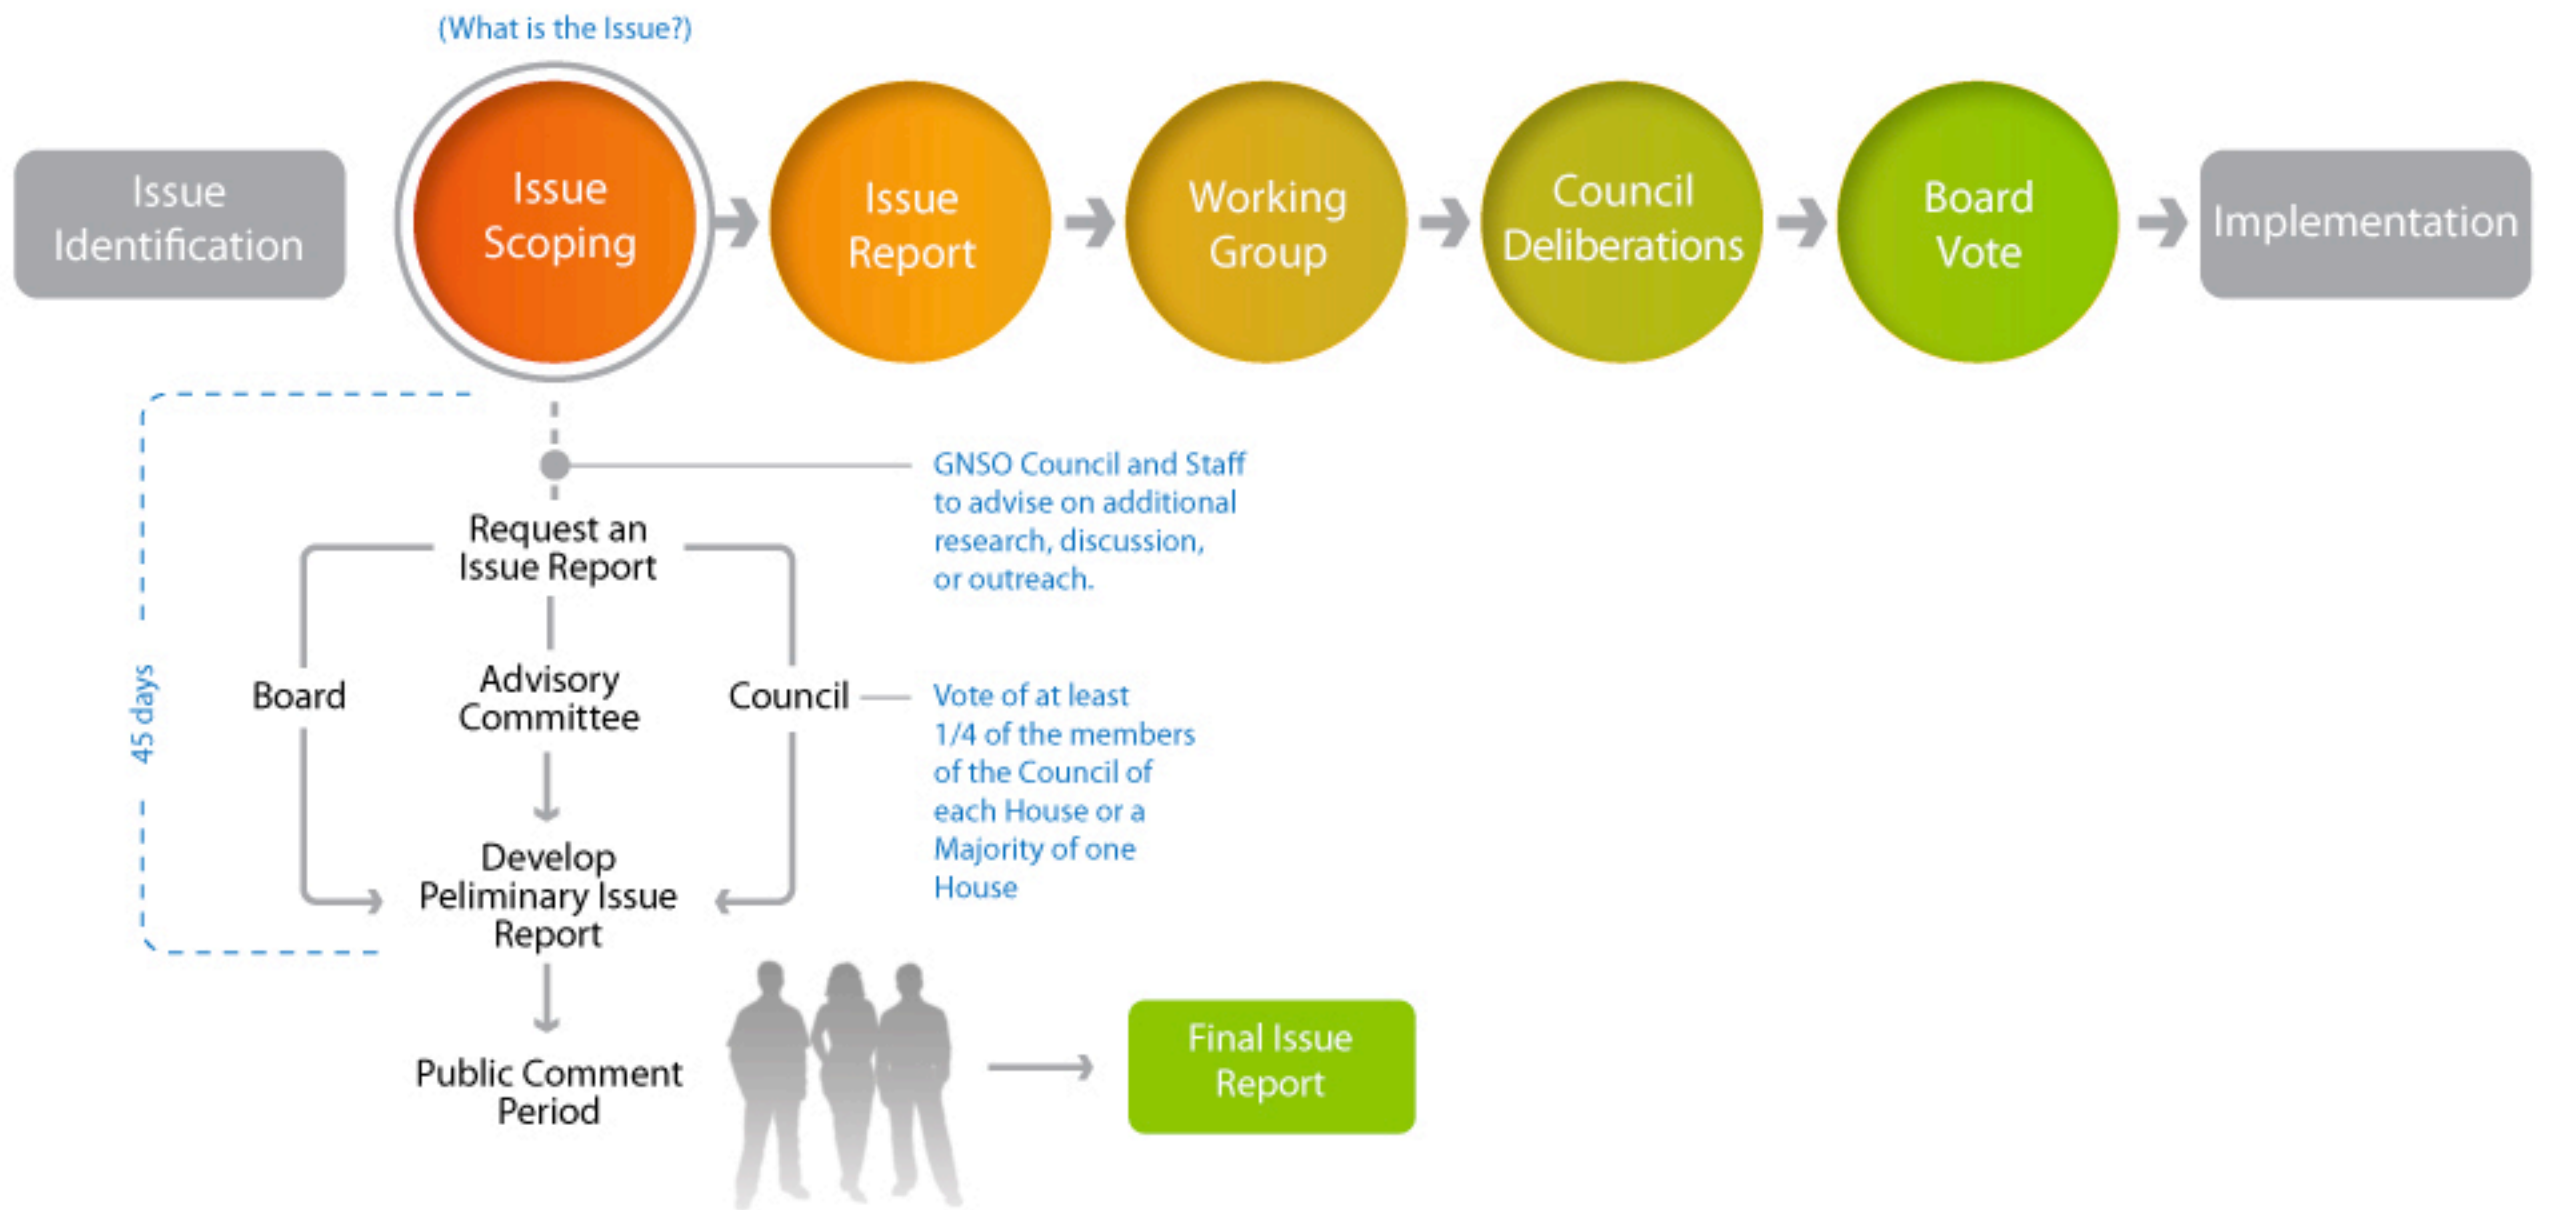 (What is the Issue?)
Issue
Identification
Issue
Scoping
Issue
Report
Working
Group
Council
Deliberations
Board
Vote
Implementation
GNSO Council and Staff
to advise on additional
research, discussion,
or outreach.
Request an
Issue Report
45 days
Board
Advisory
Committee
Council
Vote of at least
1/4 of the members
of the Council of
each House or a
Majority of one
House
Develop
Peliminary Issue
Report
Public Comment
Period
Final Issue
Report